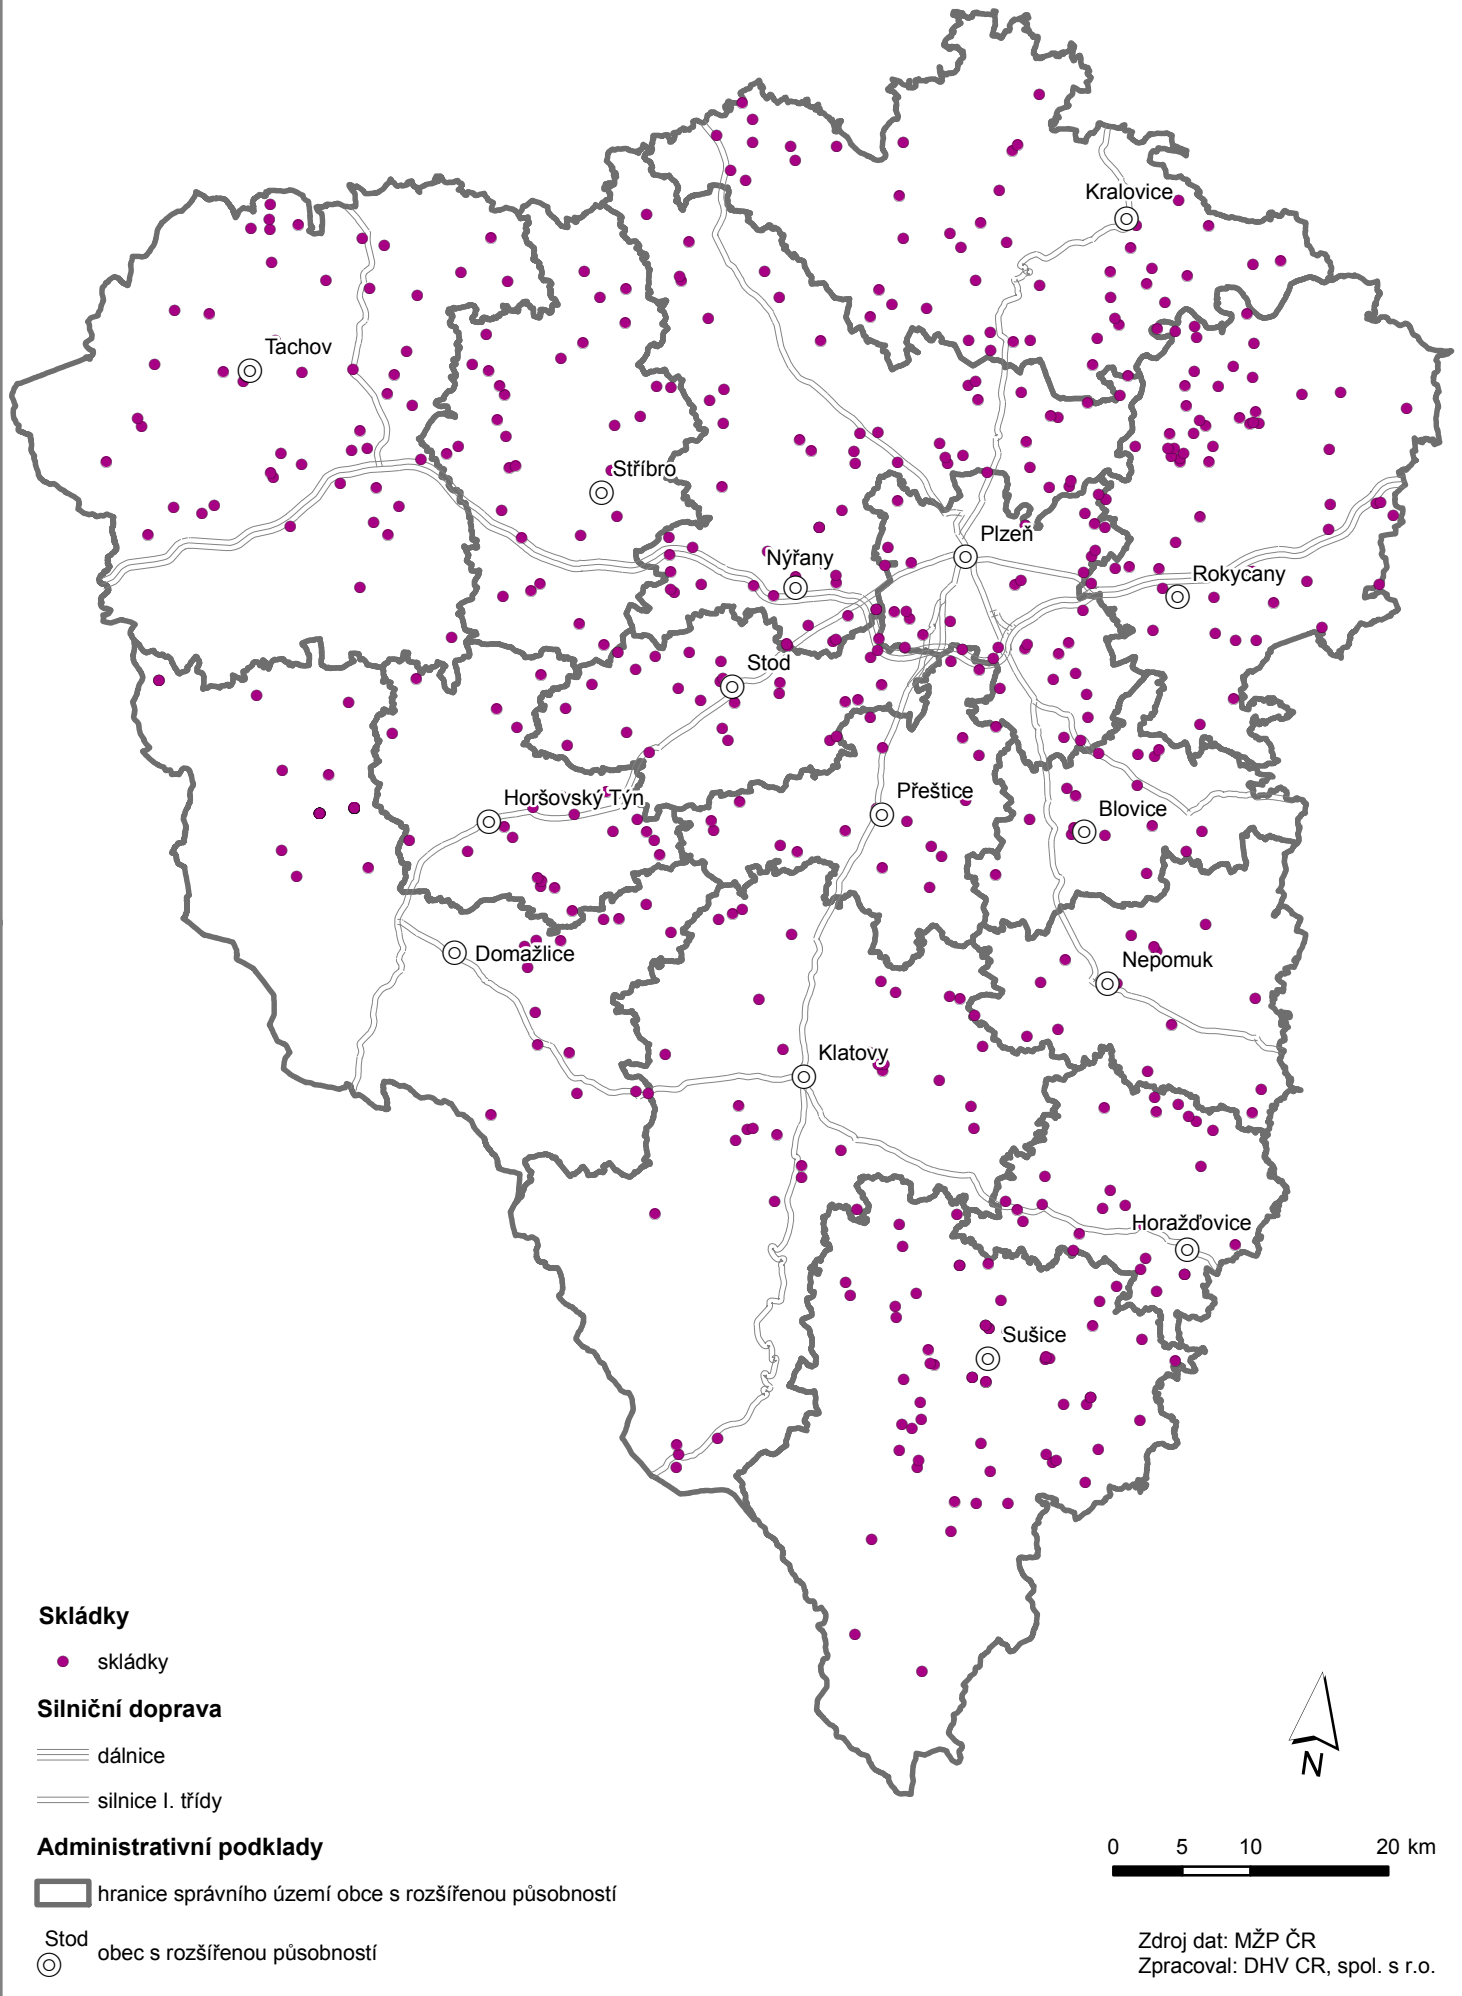 Kralovice
Tachov
Stříbro
Plzeň
Nýřany
Rokycany
Stod
Přeštice
Horšovský Týn
Blovice
Domažlice
Nepomuk
Klatovy
Horažďovice
Sušice
Skládky
skládky
Silniční doprava
dálnice
silnice I. třídy
Administrativní podklady
hranice správního území obce s rozšířenou působností
Stod
obec s rozšířenou působností
N
0 5 10 20 km
Zdroj dat: MŽP ČR
Zpracoval: DHV CR, spol. s r.o.